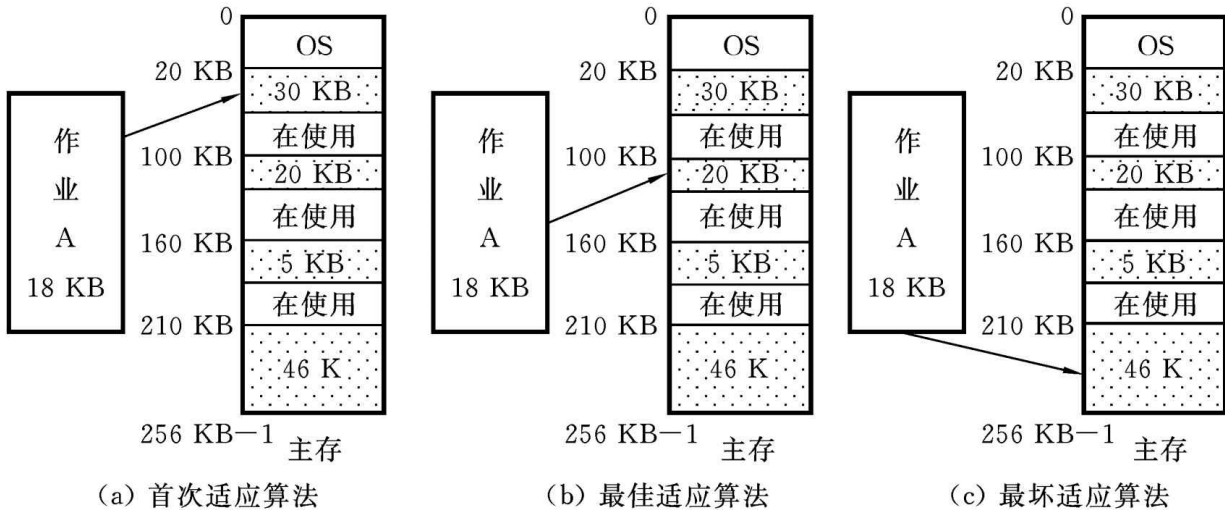 0
OS
20 KB
30 KB
在使用
100 KB
20 KB
在使用
160 KB
5 KB
在使用
210 KB
46 K
256 KB−1
主存
作
业
A
18 KB
(a) 首次适应算法
0
OS
20 KB
30 KB
在使用
100 KB
20 KB
在使用
160 KB
5 KB
在使用
210 KB
46 K
256 KB−1
主存
作
业
A
18 KB
(b) 最佳适应算法
0
OS
20 KB
30 KB
在使用
100 KB
20 KB
在使用
160 KB
5 KB
在使用
210 KB
46 K
256 KB−1
主存
作
业
A
18 KB
(c) 最坏适应算法